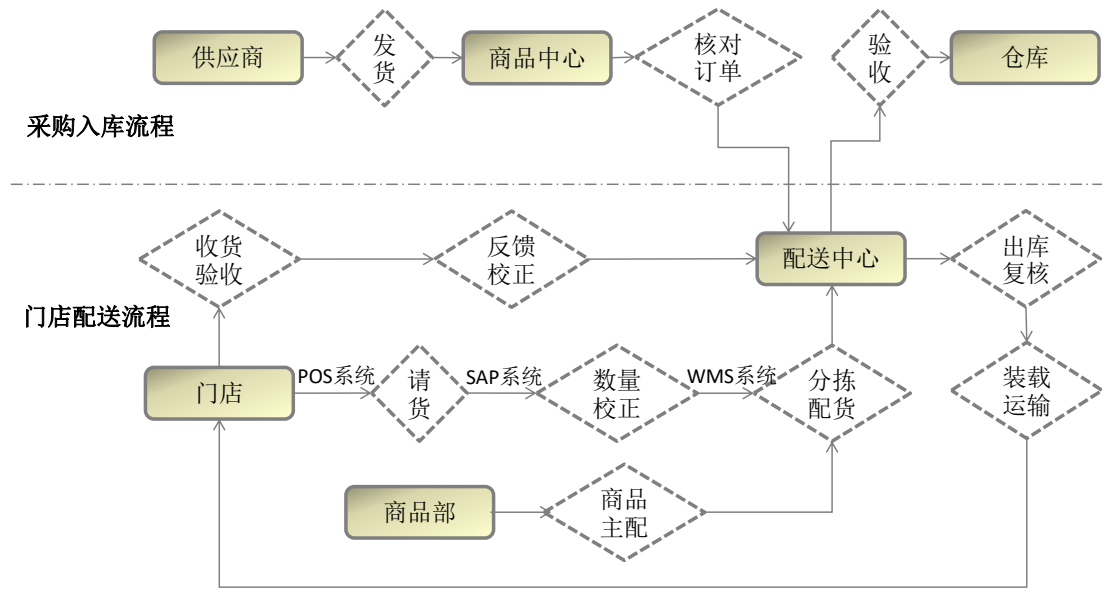 供应商
发
货
商品中心
核对
订单
验
收
仓库
采购入库流程
收货
验收
反馈
校正
配送中心
出库
复核
门店配送流程
门店
POS系统
请
货
SAP系统
数量
校正
WMS系统
分拣
配货
装载
运输
商品部
商品
主配